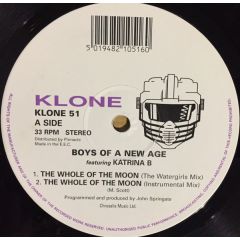 5 019482 105160
KLONE
KLONE 51
A SIDE
33 RPM STEREO
Distributed by Pinnacle
Made in the E.E.C.
BOYS OF A NEW AGE
featuring KATRINA B
1. THE WHOLE OF THE MOON (The Watergirls Mix)
2. THE WHOLE OF THE MOON (Instrumental Mix)
(M. Scott)
Programmed and produced by John Springate
Dinsealla Music Ltd.